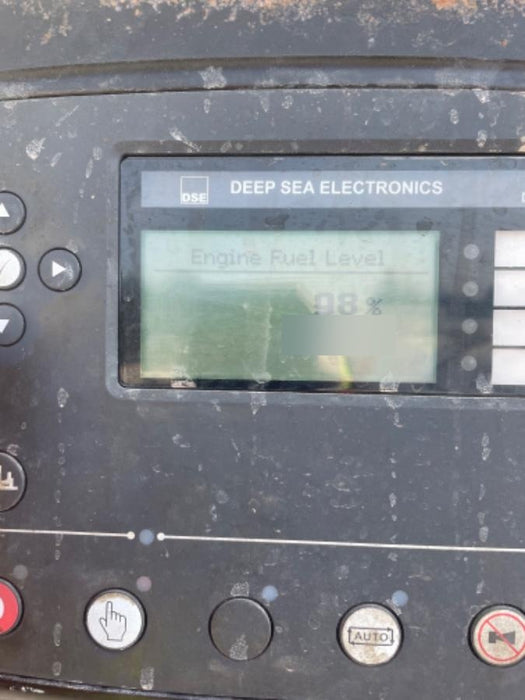 DSE
DEEP SEA ELECTRONICS
Engine Fuel Level
98 %
AUTO